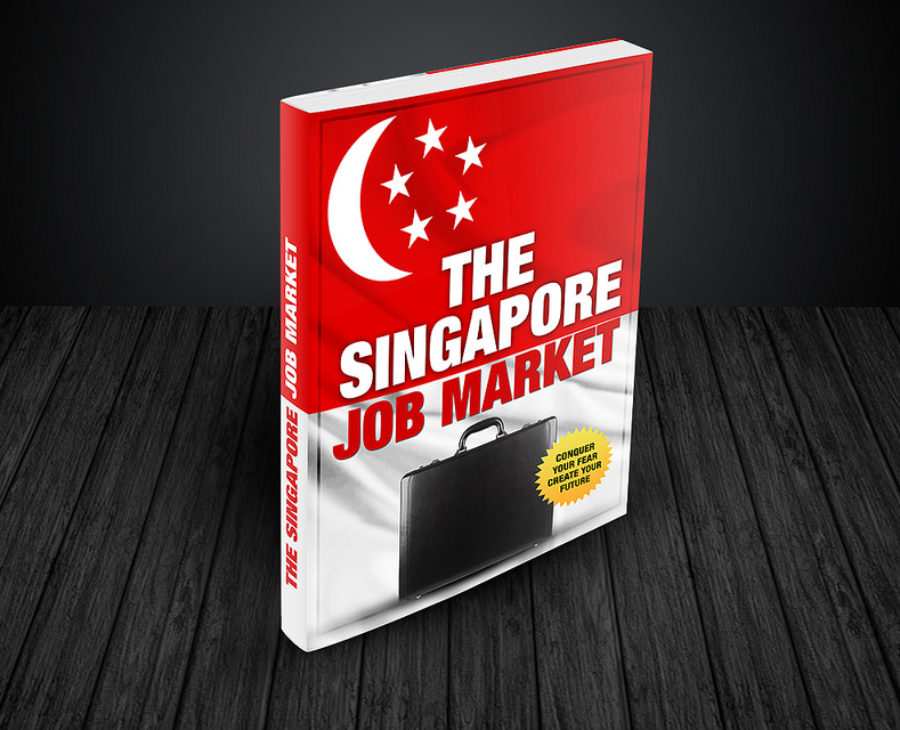 THE
SINGAPORE
JOB MARKET
CONQUER
YOUR FEAR
CREATE YOUR
FUTURE
THE SINGAPORE JOB MARKET